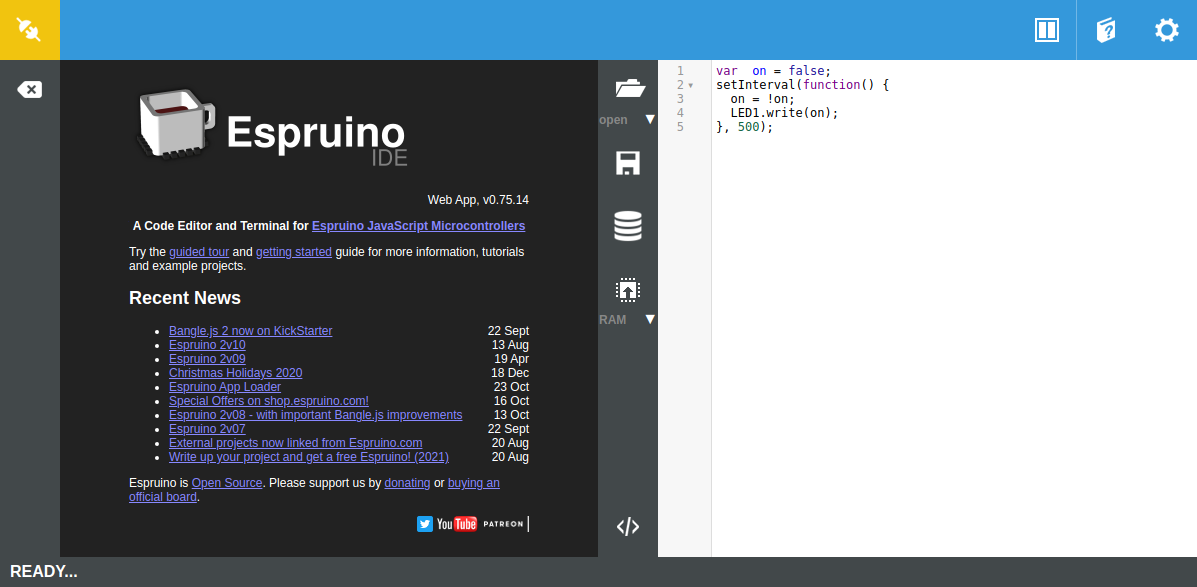 Espruino
IDE
Web App, v0.75.14
A Code Editor and Terminal for Espruino JavaScript Microcontrollers
Try the guided tour and getting started guide for more information, tutorials
and example projects.
Recent News
Bangle.js 2 now on KickStarter 22 Sept
Espruino 2v10 13 Aug
Espruino 2v09 19 Apr
Christmas Holidays 2020 18 Dec
Espruino App Loader 23 Oct
Special Offers on shop.espruino.com! 16 Oct
Espruino 2v08 - with important Bangle.js improvements 13 Oct
Espruino 2v07 22 Sept
External projects now linked from Espruino.com 20 Aug
Write up your project and get a free Espruino! (2021) 20 Aug
Espruino is Open Source. Please support us by donating or buying an
official board.
YouTube PATREON
open
RAM
1 var  on = false;
2 setInterval(function() {
3   on = !on;
4   LED1.write(on);
5 }, 500);
READY...